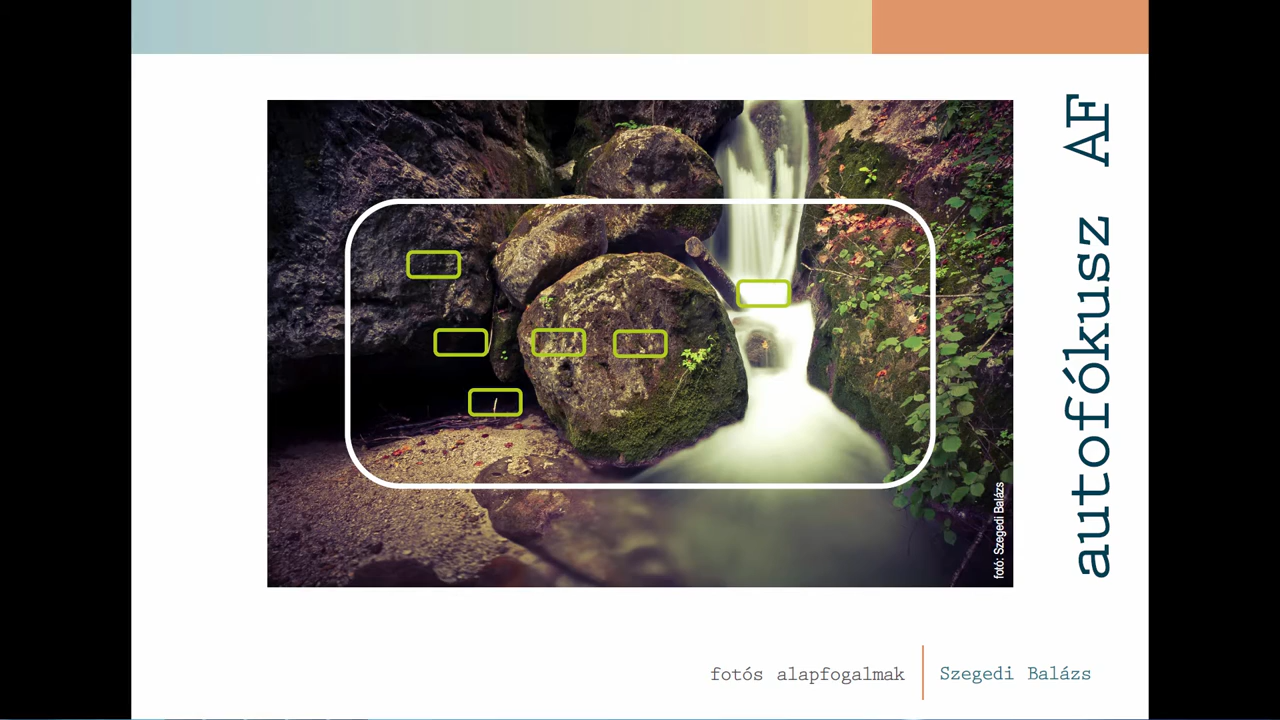 autofókusz AF
fotó: Szegedi Balázs
fotós alapfogalmak
Szegedi Balázs